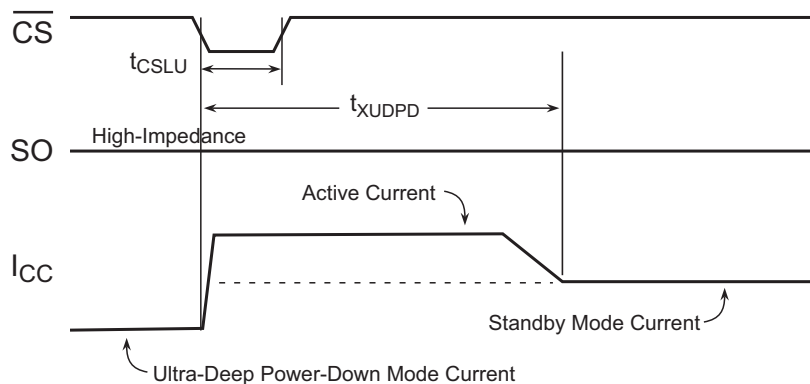 CS
tCSLU
tXUDPD
High-Impedance
SO
Active Current
ICC
Standby Mode Current
Ultra-Deep Power-Down Mode Current